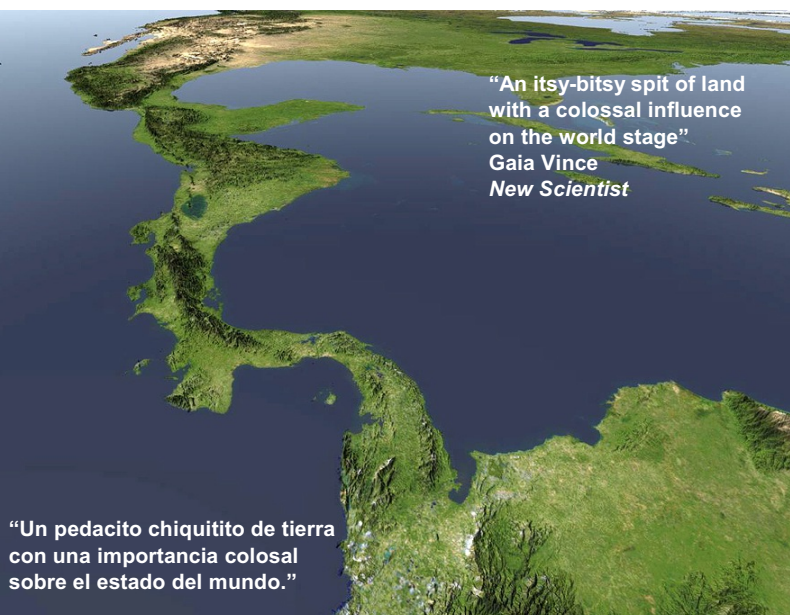 “An itsy-bitsy spit of land
with a colossal influence
on the world stage”
Gaia Vince
New Scientist
“Un pedacito chiquitito de tierra
con una importancia colosal
sobre el estado del mundo.”